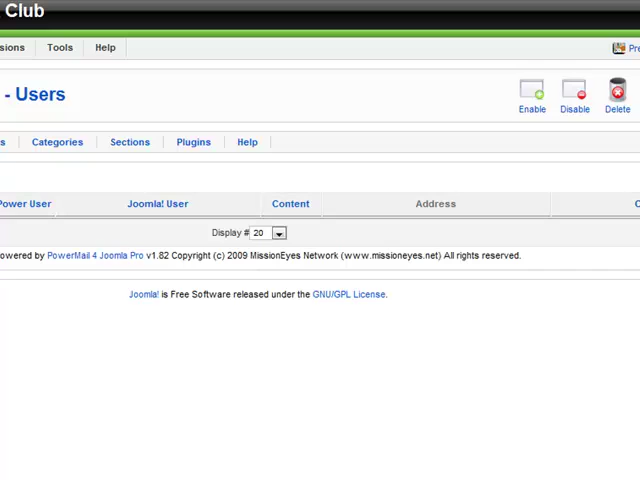 Club
sions Tools Help Pre
- Users
Enable Disable Delete
s Categories Sections Plugins Help
Power User Joomla! User Content Address C
Display # 20
owered by PowerMail 4 Joomla Pro v1.82 Copyright (c) 2009 MissionEyes Network (www.missioneyes.net) All rights reserved.
Joomla! is Free Software released under the GNU/GPL License.